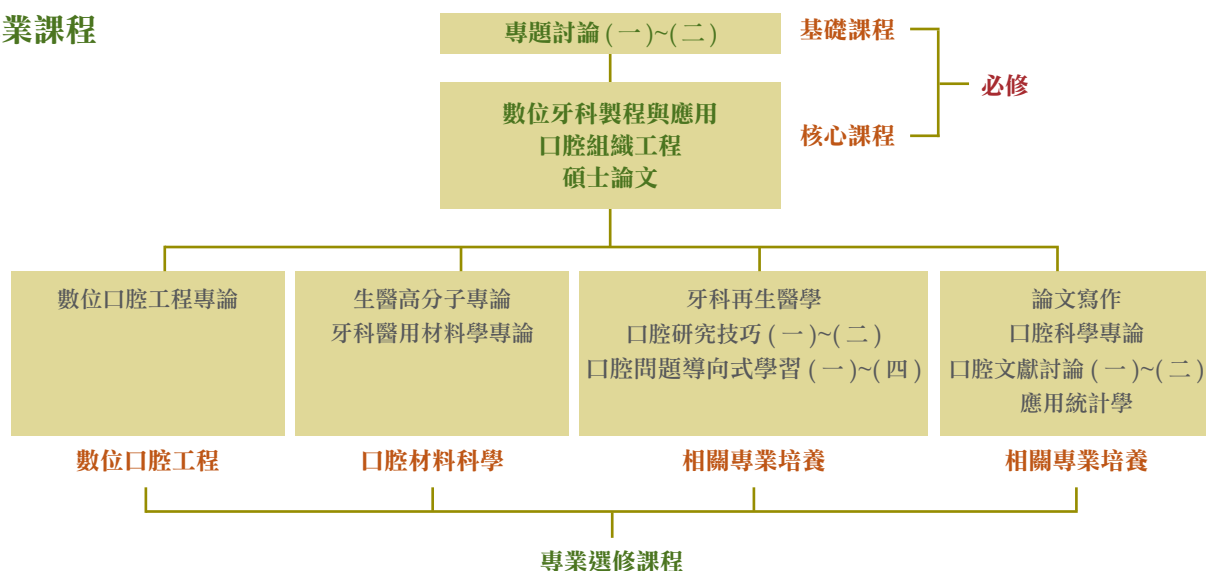 業課程
專題討論 ( 一 )~( 二 )
基礎課程
必修
數位牙科製程與應用
口腔組織工程
碩士論文
核心課程
數位口腔工程專論
生醫高分子專論
牙科醫用材料學專論
牙科再生醫學
口腔研究技巧 ( 一 )~( 二 )
口腔問題導向式學習 ( 一 )~( 四 )
論文寫作
口腔科學專論
口腔文獻討論 ( 一 )~( 二 )
應用統計學
數位口腔工程
口腔材料科學
相關專業培養
相關專業培養
專業選修課程